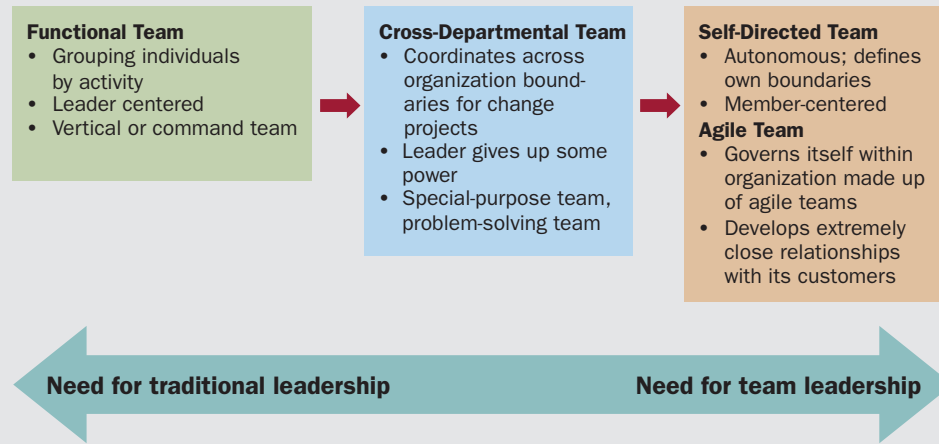 Functional Team
• Grouping individuals
by activity
• Leader centered
• Vertical or command team
Cross-Departmental Team
• Coordinates across
organization bound-
aries for change
projects
• Leader gives up some
power
• Special-purpose team,
problem-solving team
Self-Directed Team
• Autonomous; defines
own boundaries
• Member-centered
Agile Team
• Governs itself within
organization made up
of agile teams
• Develops extremely
close relationships
with its customers
Need for traditional leadership
Need for team leadership